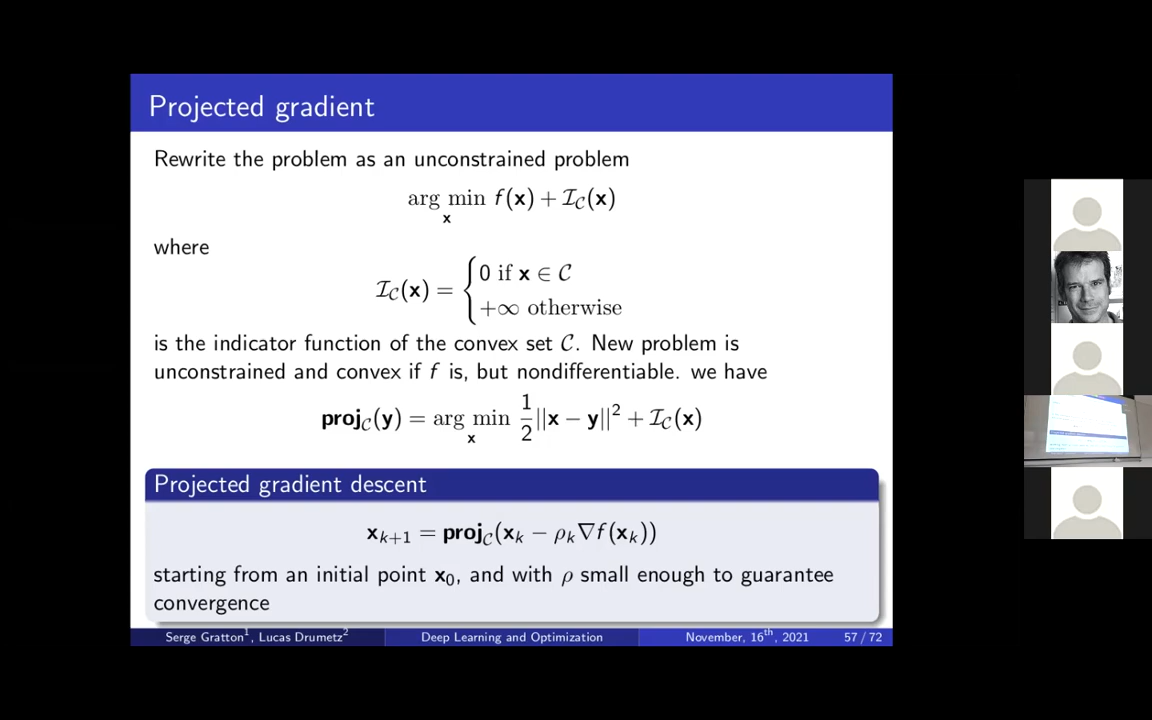 Projected gradient
Rewrite the problem as an unconstrained problem
arg min f(x) + I_C(x)
x
where
I_C(x) = {0 if x ∈ C
+∞ otherwise
is the indicator function of the convex set C. New problem is
unconstrained and convex if f is, but nondifferentiable. we have
proj_C(y) = arg min 1/2 ||x − y||² + I_C(x)
x
Projected gradient descent
x_{k+1} = proj_C(x_k − ρ_k∇f(x_k))
starting from an initial point x₀, and with ρ small enough to guarantee
convergence
Serge Gratton¹, Lucas Drumetz² Deep Learning and Optimization November, 16th, 2021 57 / 72